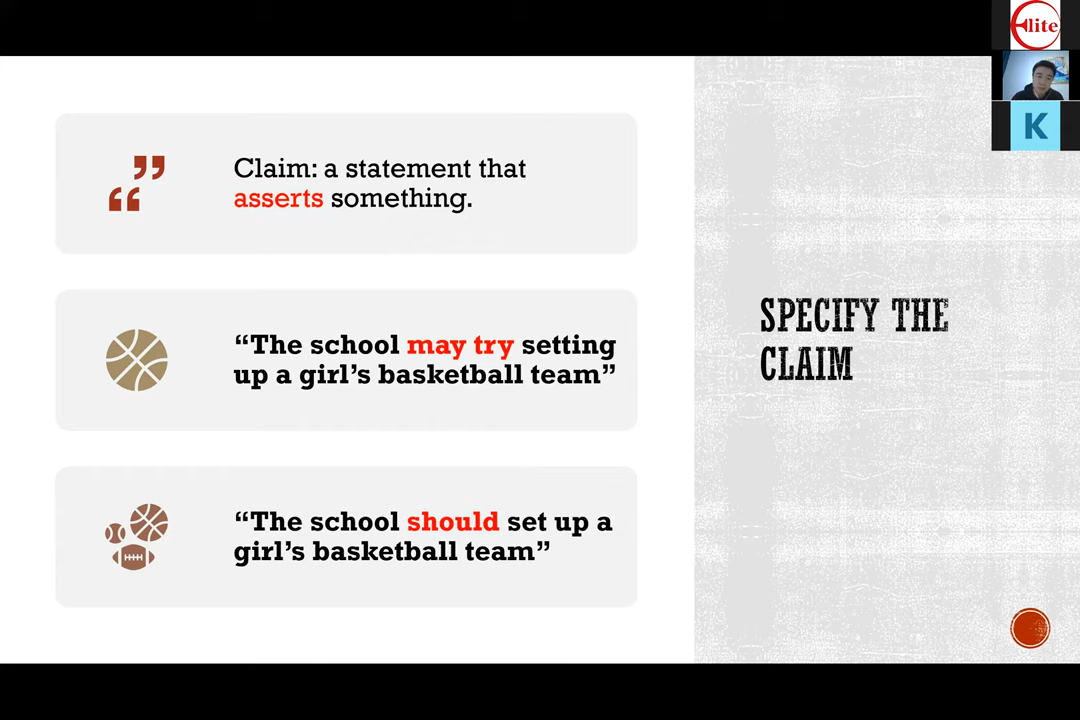 Claim: a statement that
asserts something.
“The school may try setting
up a girl’s basketball team”
“The school should set up a
girl’s basketball team”
SPECIFY THE
CLAIM
Elite
K